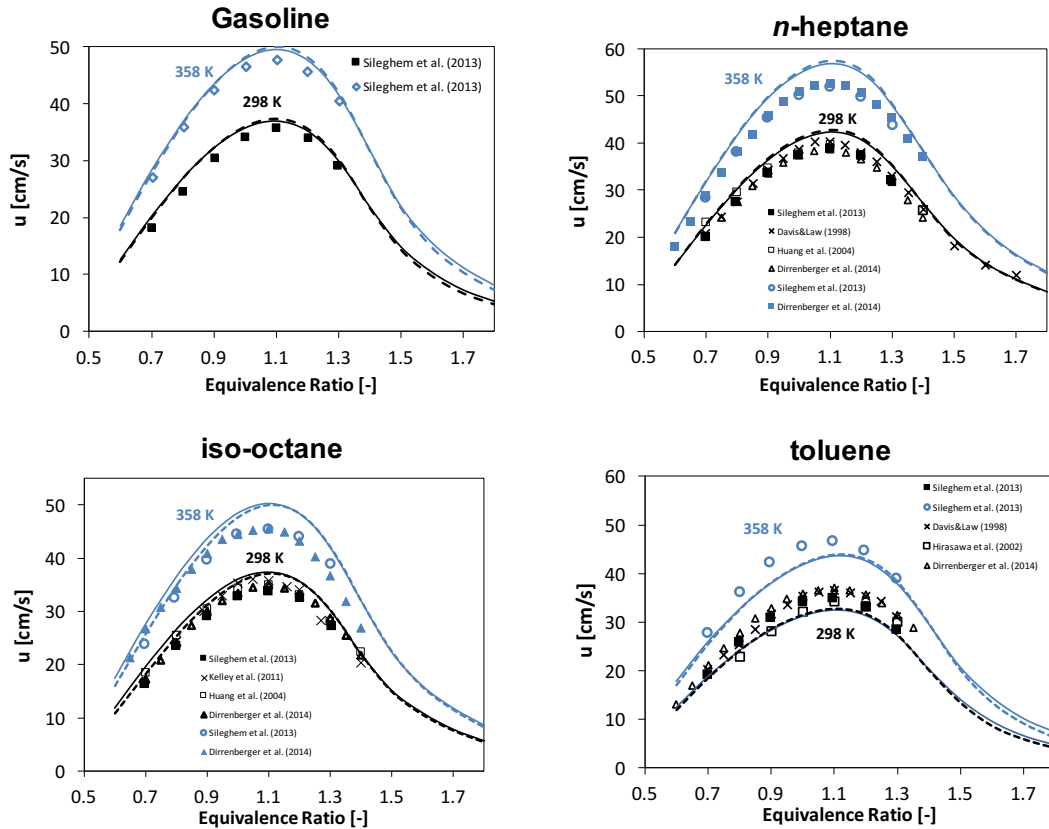 Gasoline
50
40
30
20
10
0
u [cm/s]
358 K
298 K
Sileghem et al. (2013)
Sileghem et al. (2013)
0.5 0.7 0.9 1.1 1.3 1.5 1.7
Equivalence Ratio [-]
n-heptane
60
50
40
30
20
10
0
u [cm/s]
358 K
298 K
Sileghem et al. (2013)
Davis&Law (1998)
Huang et al. (2004)
Dirrenberger et al. (2014)
Sileghem et al. (2013)
Dirrenberger et al. (2014)
0.5 0.7 0.9 1.1 1.3 1.5 1.7
Equivalence Ratio [-]
iso-octane
50
40
30
20
10
0
u [cm/s]
358 K
298 K
Sileghem et al. (2013)
Kelley et al. (2011)
Huang et al. (2004)
Dirrenberger et al. (2014)
Sileghem et al. (2013)
Dirrenberger et al. (2014)
0.5 0.7 0.9 1.1 1.3 1.5 1.7
Equivalence Ratio [-]
toluene
60
50
40
30
20
10
0
u [cm/s]
358 K
298 K
Sileghem et al. (2013)
Sileghem et al. (2013)
Davis&Law (1998)
Hirasawa et al. (2002)
Dirrenberger et al. (2014)
0.5 0.7 0.9 1.1 1.3 1.5 1.7
Equivalence Ratio [-]